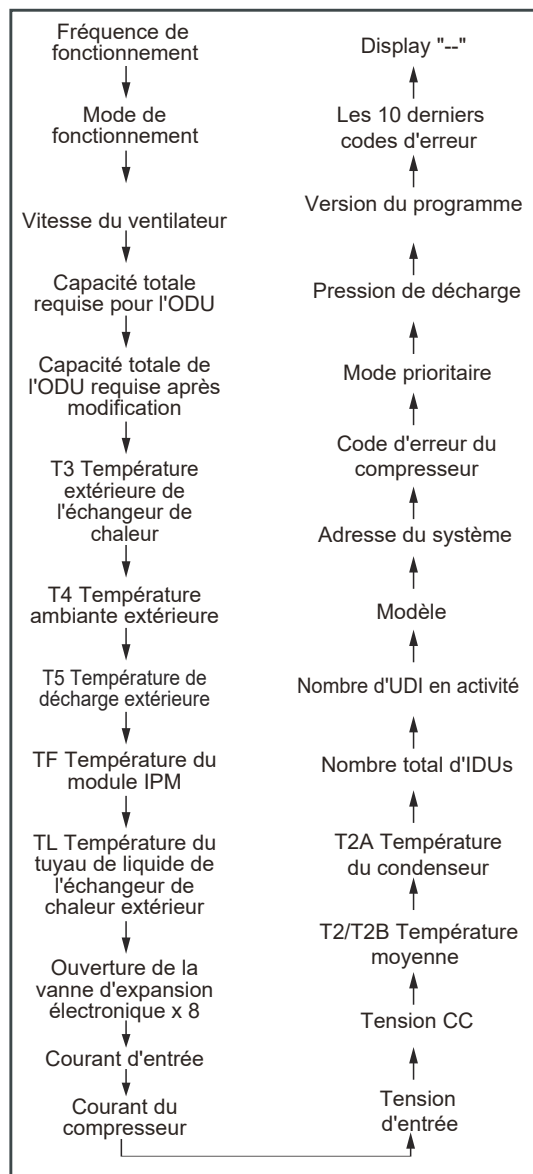 Fréquence de
fonctionnement
Mode de
fonctionnement
Vitesse du ventilateur
Capacité totale
requise pour l'ODU
Capacité totale de
l'ODU requise après
modification
T3 Température
extérieure de
l'échangeur de
chaleur
T4 Température
ambiante extérieure
T5 Température de
décharge extérieure
TF Température du
module IPM
TL Température du
tuyau de liquide de
l'échangeur de
chaleur extérieur
Ouverture de la
vanne d'expansion
électronique x 8
Courant d'entrée
Courant du
compresseur
Tension
d'entrée
Tension CC
T2/T2B Température
moyenne
T2A Température
du condenseur
Nombre total d'IDUs
Nombre d'UDI en activité
Modèle
Adresse du système
Code d'erreur du
compresseur
Mode prioritaire
Pression de décharge
Version du programme
Les 10 derniers
codes d'erreur
Display "--"